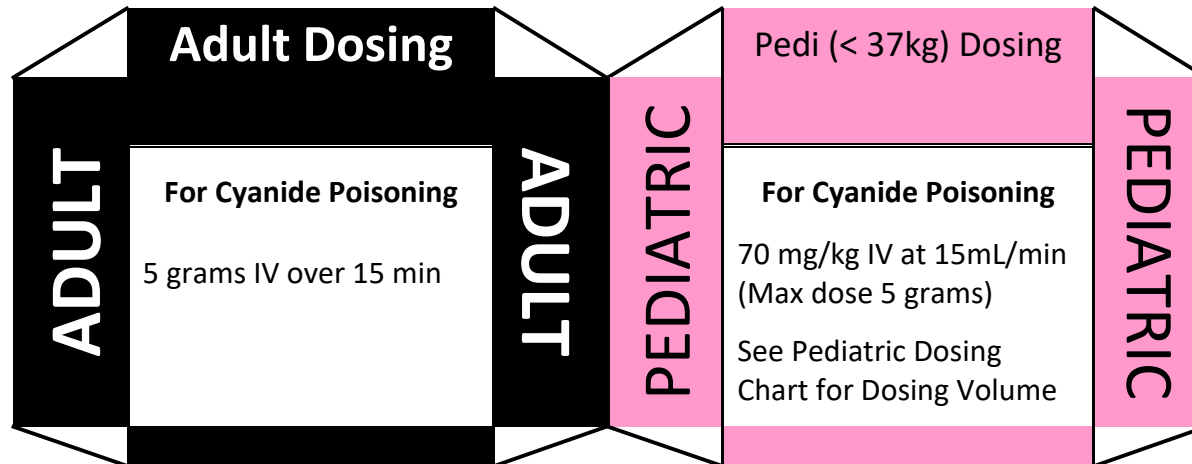 Adult Dosing
ADULT
For Cyanide Poisoning
5 grams IV over 15 min
ADULT
Pedi (< 37kg) Dosing
PEDIATRIC
For Cyanide Poisoning
70 mg/kg IV at 15mL/min
(Max dose 5 grams)
See Pediatric Dosing
Chart for Dosing Volume
PEDIATRIC